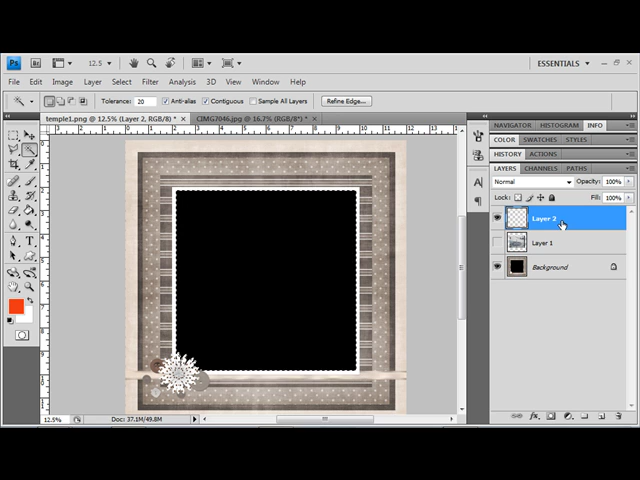 Ps Br 12.5 ESSENTIALS
File Edit Image Layer Select Filter Analysis 3D View Window Help
Tolerance: 20 Anti-alias Contiguous Sample All Layers Refine Edge...
temple1.png @ 12.5% (Layer 2, RGB/8) * × CIMG7046.jpg @ 16.7% (RGB/8*) * ×
NAVIGATOR HISTOGRAM INFO
COLOR SWATCHES STYLES
HISTORY ACTIONS
LAYERS CHANNELS PATHS
Normal Opacity: 100%
Lock: Fill: 100%
Layer 2
Layer 1
Background
12.5% Doc: 37.1M/49.8M